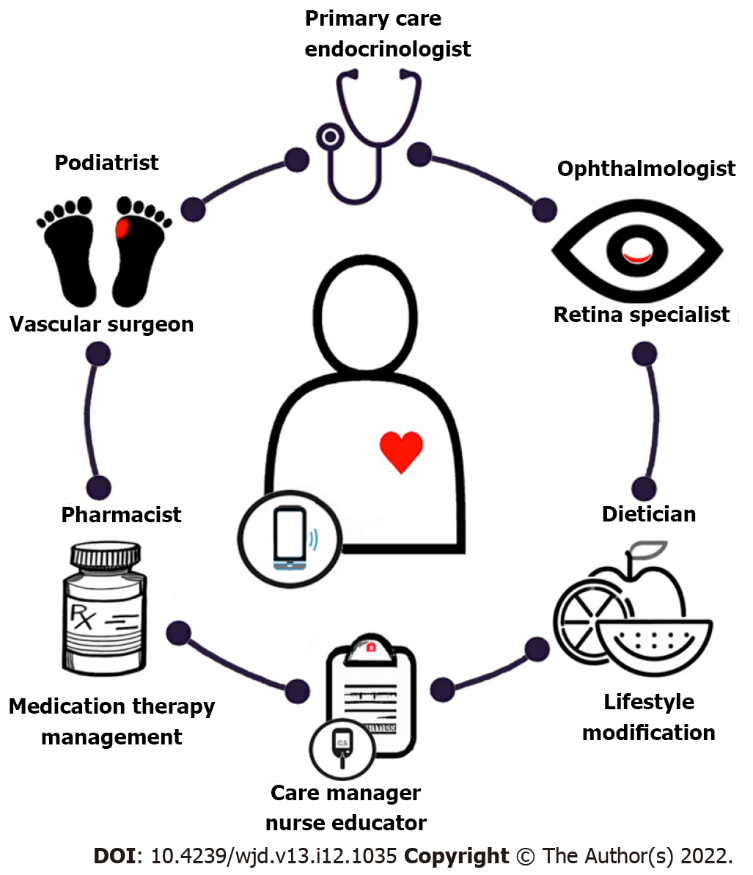 Primary care
endocrinologist
Podiatrist
Ophthalmologist
Vascular surgeon
Retina specialist
Pharmacist
Dietician
Rx
Medication therapy
management
Lifestyle
modification
Care manager
nurse educator
DOI: 10.4239/wjd.v13.i12.1035 Copyright © The Author(s) 2022.